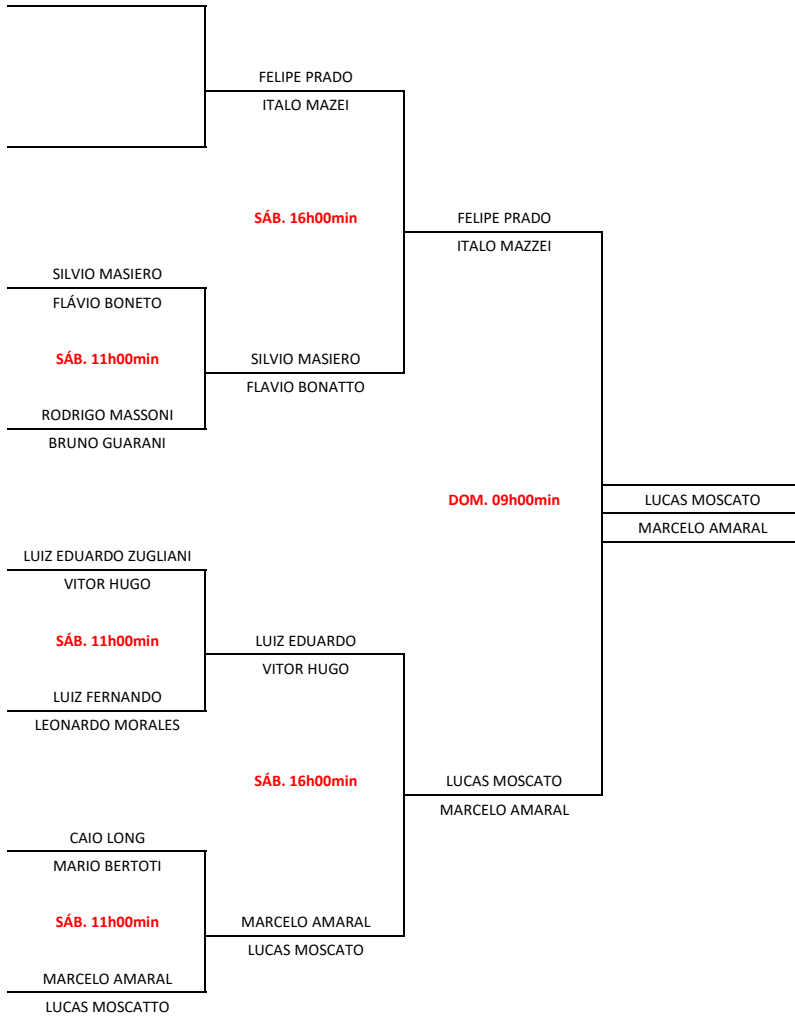 FELIPE PRADO
ITALO MAZEI
SÁB. 16h00min
FELIPE PRADO
ITALO MAZZEI
SILVIO MASIERO
FLÁVIO BONETO
SÁB. 11h00min
SILVIO MASIERO
FLAVIO BONATTO
RODRIGO MASSONI
BRUNO GUARANI
DOM. 09h00min
LUCAS MOSCATO
MARCELO AMARAL
LUIZ EDUARDO ZUGLIANI
VITOR HUGO
SÁB. 11h00min
LUIZ EDUARDO
VITOR HUGO
LUIZ FERNANDO
LEONARDO MORALES
SÁB. 16h00min
LUCAS MOSCATO
MARCELO AMARAL
CAIO LONG
MARIO BERTOTI
SÁB. 11h00min
MARCELO AMARAL
LUCAS MOSCATO
MARCELO AMARAL
LUCAS MOSCATTO